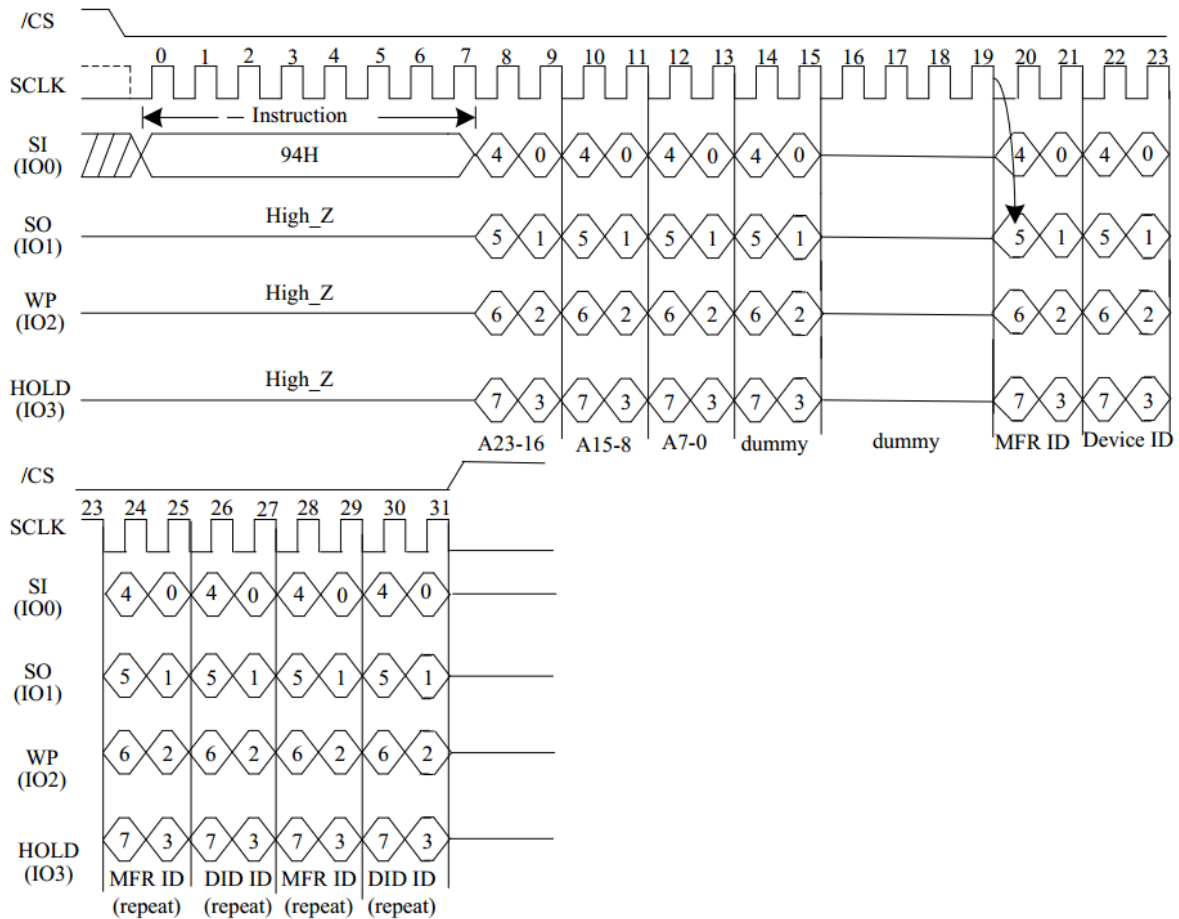 /CS
0 1 2 3 4 5 6 7 8 9 10 11 12 13 14 15 16 17 18 19 20 21 22 23
SCLK
Instruction
SI
(IO0)
94H
4 0 4 0 4 0 4 0 4 0 4 0
SO
(IO1)
High_Z
5 1 5 1 5 1 5 1 5 1 5 1
WP
(IO2)
High_Z
6 2 6 2 6 2 6 2 6 2 6 2
HOLD
(IO3)
High_Z
7 3 7 3 7 3 7 3 7 3 7 3
A23-16 A15-8 A7-0 dummy dummy MFR ID Device ID
/CS
23 24 25 26 27 28 29 30 31
SCLK
SI
(IO0)
4 0 4 0 4 0 4 0
SO
(IO1)
5 1 5 1 5 1 5 1
WP
(IO2)
6 2 6 2 6 2 6 2
HOLD
(IO3)
7 3 7 3 7 3 7 3
MFR ID DID ID MFR ID DID ID
(repeat) (repeat) (repeat) (repeat)